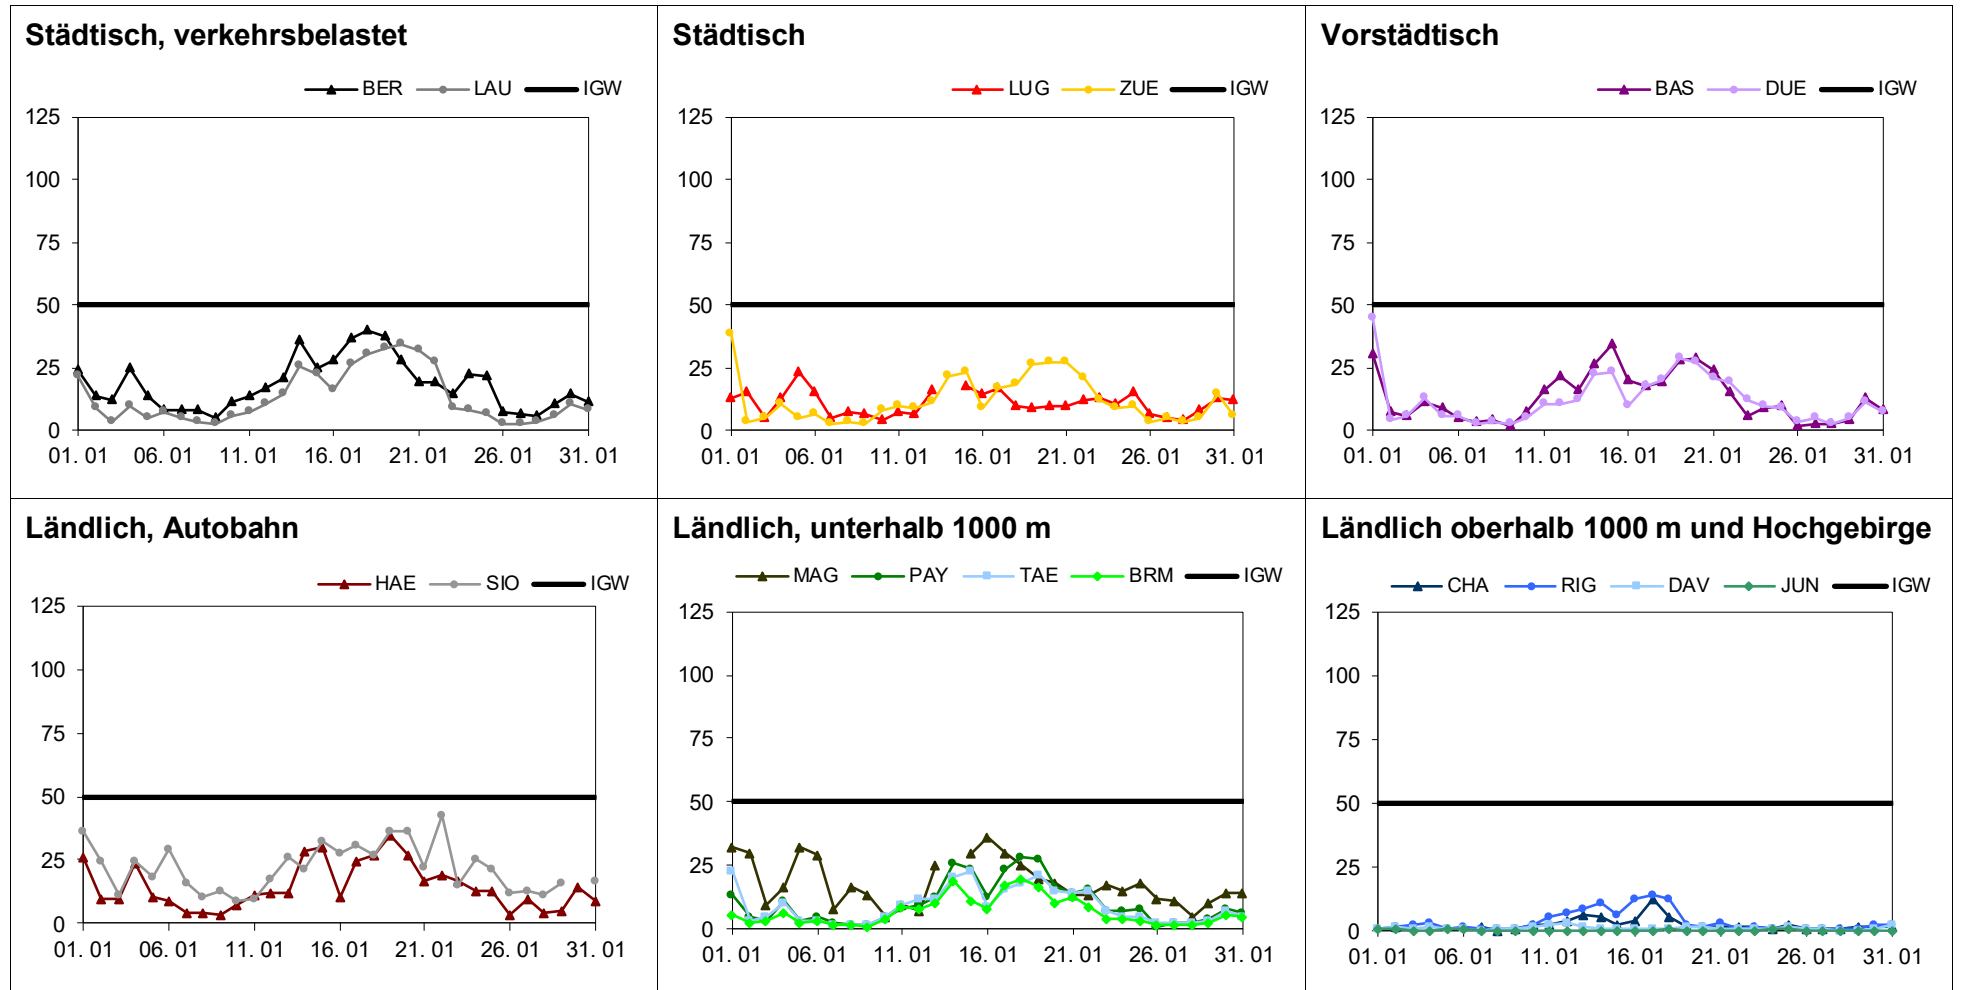 Städtisch, verkehrsbelastet
BER LAU IGW
125
100
75
50
25
0
01. 01 06. 01 11. 01 16. 01 21. 01 26. 01 31. 01
Städtisch
LUG ZUE IGW
125
100
75
50
25
0
01. 01 06. 01 11. 01 16. 01 21. 01 26. 01 31. 01
Vorstädtisch
BAS DUE IGW
125
100
75
50
25
0
01. 01 06. 01 11. 01 16. 01 21. 01 26. 01 31. 01
Ländlich, Autobahn
HAE SIO IGW
125
100
75
50
25
0
01. 01 06. 01 11. 01 16. 01 21. 01 26. 01 31. 01
Ländlich, unterhalb 1000 m
MAG PAY TAE BRM IGW
125
100
75
50
25
0
01. 01 06. 01 11. 01 16. 01 21. 01 26. 01 31. 01
Ländlich oberhalb 1000 m und Hochgebirge
CHA RIG DAV JUN IGW
125
100
75
50
25
0
01. 01 06. 01 11. 01 16. 01 21. 01 26. 01 31. 01